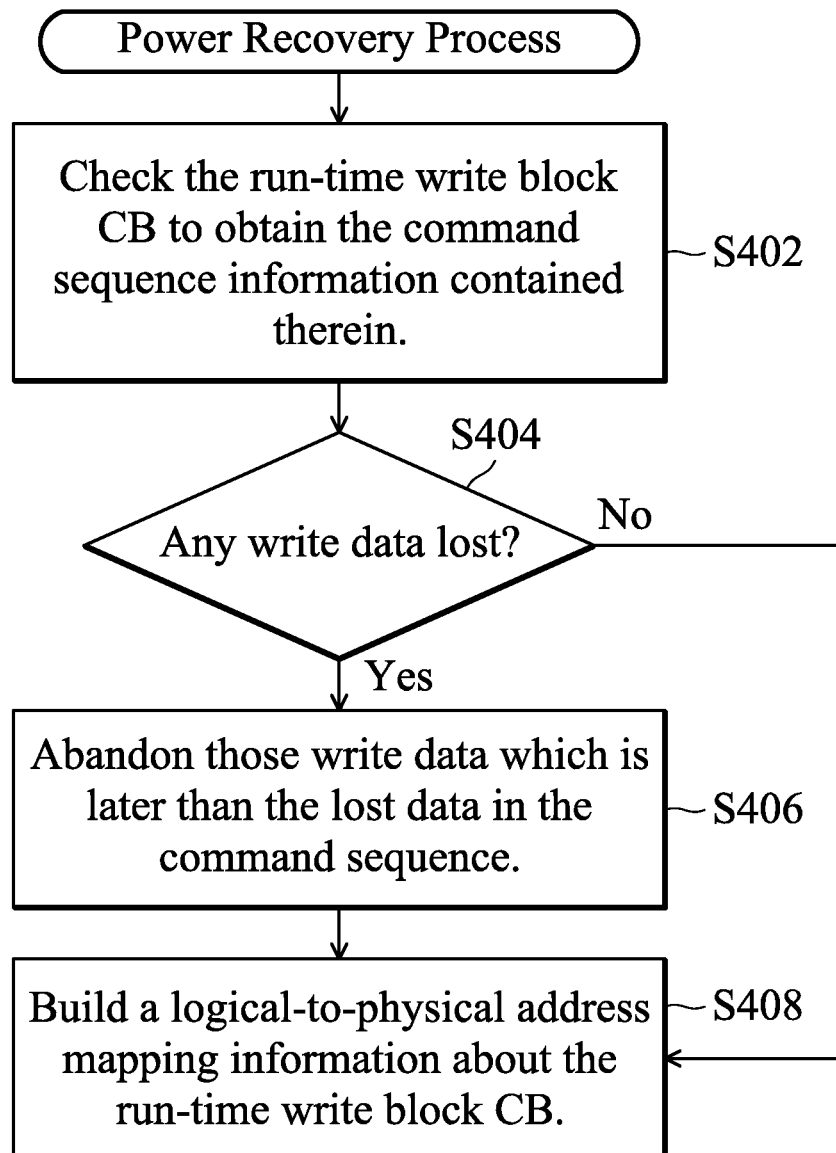 Power Recovery Process
Check the run-time write block
CB to obtain the command
sequence information contained
therein.
S402
S404
Any write data lost?
No
Yes
Abandon those write data which is
later than the lost data in the
command sequence.
S406
Build a logical-to-physical address
mapping information about the
run-time write block CB.
S408